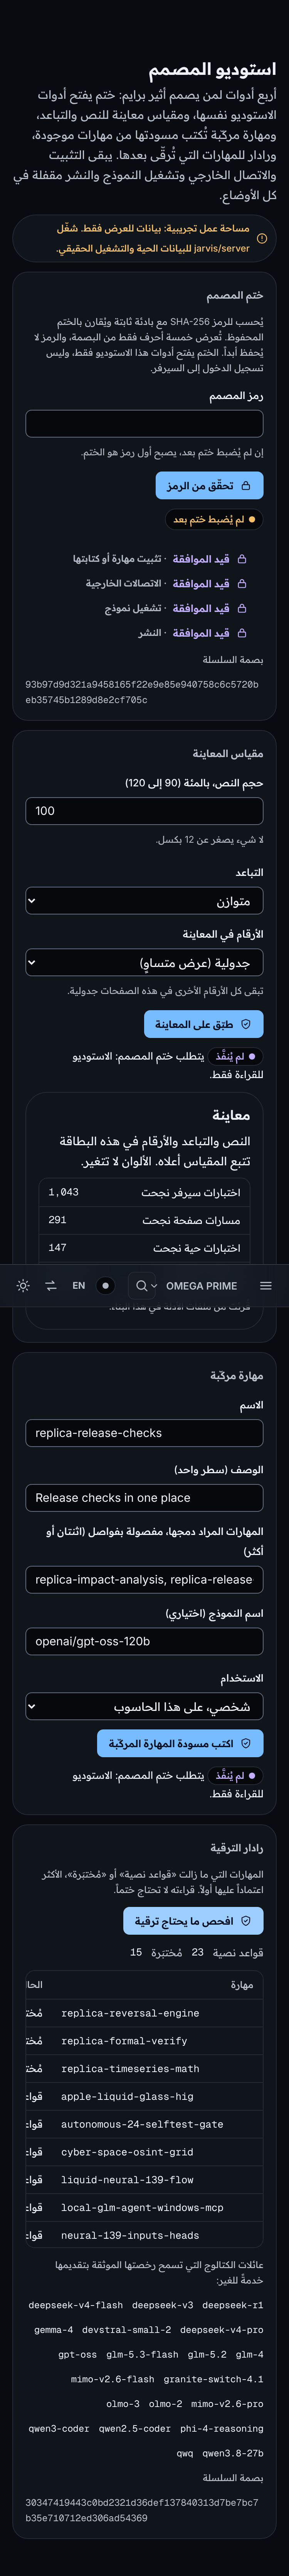 استوديو المصمم
أربع أدوات لمن يصمم أثير برايم: ختم يفتح أدوات
الاستوديو نفسها، ومقياس معاينة للنص والتباعد،
ومهارة مركّبة تُكتب مسودتها من مهارات موجودة،
ورادار للمهارات التي تُرقّى بعدها. يبقى التثبيت
والاتصال الخارجي وتشغيل النموذج والنشر مقفلة في
كل الأوضاع.
مساحة عمل تجريبية: بيانات للعرض فقط. شغّل
jarvis/server للبيانات الحية والتشغيل الحقيقي.
ختم المصمم
يُحسب للرمز SHA-256 مع بادئة ثابتة ويُقارن بالختم
المحفوظ. تُعرض خمسة أحرف فقط من البصمة، والرمز لا
يُحفظ أبداً. الختم يفتح أدوات هذا الاستوديو فقط، وليس
تسجيل الدخول إلى السيرفر.
رمز المصمم
إن لم يُضبط ختم بعد، يصبح أول رمز هو الختم.
تحقّق من الرمز
لم يُضبط ختم بعد
قيد الموافقة · تثبيت مهارة أو كتابتها
قيد الموافقة · الاتصالات الخارجية
قيد الموافقة · تشغيل نموذج
قيد الموافقة · النشر
بصمة السلسلة
93b97d9d321a9458165f22e9e85e940758c6c5720b
eb35745b1289d8e2cf705c
مقياس المعاينة
حجم النص، بالمئة (90 إلى 120)
100
لا شيء يصغر عن 12 بكسل.
التباعد
متوازن
الأرقام في المعاينة
جدولية (عرض متساوٍ)
تبقى كل الأرقام الأخرى في هذه الصفحات جدولية.
طبّق على المعاينة
لم يُنفَّذ يتطلب ختم المصمم: الاستوديو
للقراءة فقط.
معاينة
النص والتباعد والأرقام في هذه البطاقة
تتبع المقياس أعلاه. الألوان لا تتغير.
اختبارات سيرفر نجحت 1,043
مسارات صفحة نجحت 291
اختبارات حية نجحت 147
OMEGA PRIME EN
مهارة مركّبة
الاسم
replica-release-checks
الوصف (سطر واحد)
Release checks in one place
المهارات المراد دمجها، مفصولة بفواصل (اثنتان أو
أكثر)
replica-impact-analysis, replica-release
اسم النموذج (اختياري)
openai/gpt-oss-120b
الاستخدام
شخصي، على هذا الحاسوب
اكتب مسودة المهارة المركّبة
لم يُنفَّذ يتطلب ختم المصمم: الاستوديو
للقراءة فقط.
رادار الترقية
المهارات التي ما زالت «قواعد نصية» أو «مُختبَرة»، الأكثر
اعتماداً عليها أولاً. قراءته لا تحتاج ختماً.
افحص ما يحتاج ترقية
قواعد نصية 23 مُختبَرة 15
مهارة
replica-reversal-engine
replica-formal-verify
replica-timeseries-math
apple-liquid-glass-hig
autonomous-24-selftest-gate
cyber-space-osint-grid
liquid-neural-139-flow
local-glm-agent-windows-mcp
neural-139-inputs-heads
عائلات الكتالوج التي تسمح رخصتها الموثقة بتقديمها
خدمةً للغير:
deepseek-v4-flash deepseek-v3 deepseek-r1
gemma-4 devstral-small-2 deepseek-v4-pro
gpt-oss glm-5.3-flash glm-5.2 glm-4
mimo-v2.6-flash granite-switch-4.1
olmo-3 olmo-2 mimo-v2.6-pro
qwen3-coder qwen2.5-coder phi-4-reasoning
qwq qwen3.8-27b
بصمة السلسلة
30347419443c0bd2321d36def137840313d7be7bc7
b35e710712ed306ad54369